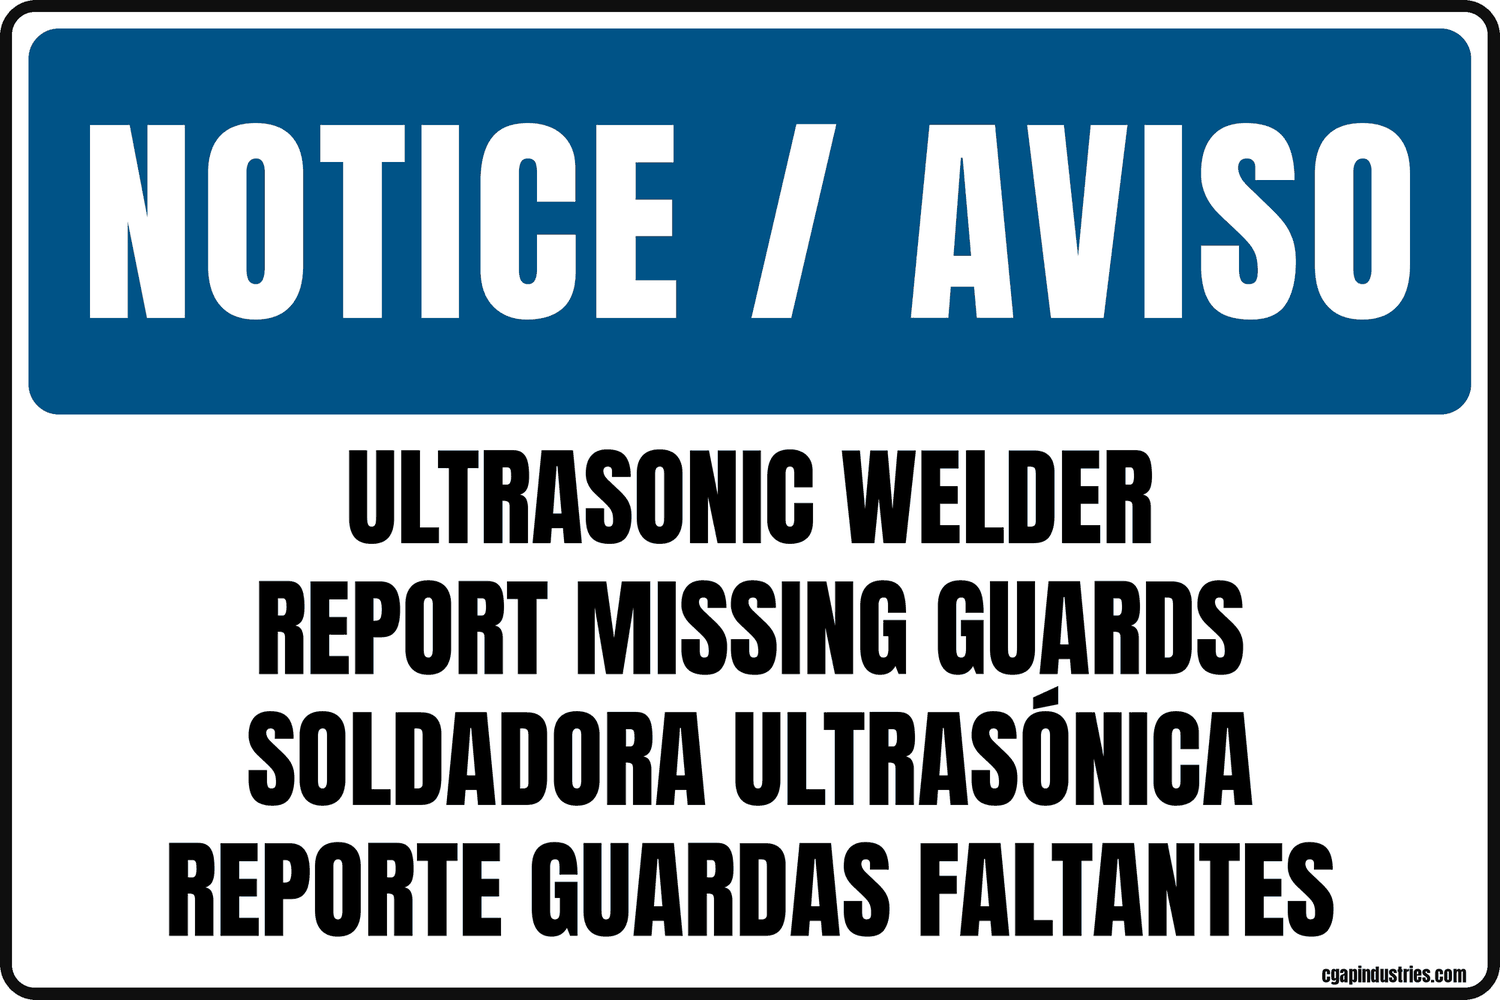 NOTICE / AVISO
ULTRASONIC WELDER
REPORT MISSING GUARDS
SOLDADORA ULTRASÓNICA
REPORTE GUARDAS FALTANTES
cgapindustries.com